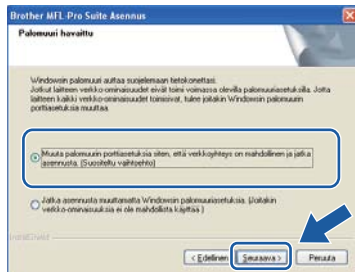 Brother MFL-Pro Suite Asennus
Palomuuri havaittu
Windowsin palomuuri auttaa suojelemaan tietokonettasi.
Jotkut laitteen verkko-ominaisuudet eivät toimi voimassa olevilla palomuuriasetuksilla. Jotta
laitteen kaikki verkko-ominaisuudet toimisivat, tulee joitakin Windowsin palomuurin
porttiasetuksia muuttaa.
Muuta palomuurin porttiasetuksia siten, että verkkoyhteys on mahdollinen ja jatka
asennusta. (Suositeltu vaihtoehto)
Jatka asennusta muuttamatta Windowsin palomuuriasetuksia. (Joitakin
verkko-ominaisuuksia ei ole mahdollista käyttää )
InstallShield
< Edellinen Seuraava > Peruuta